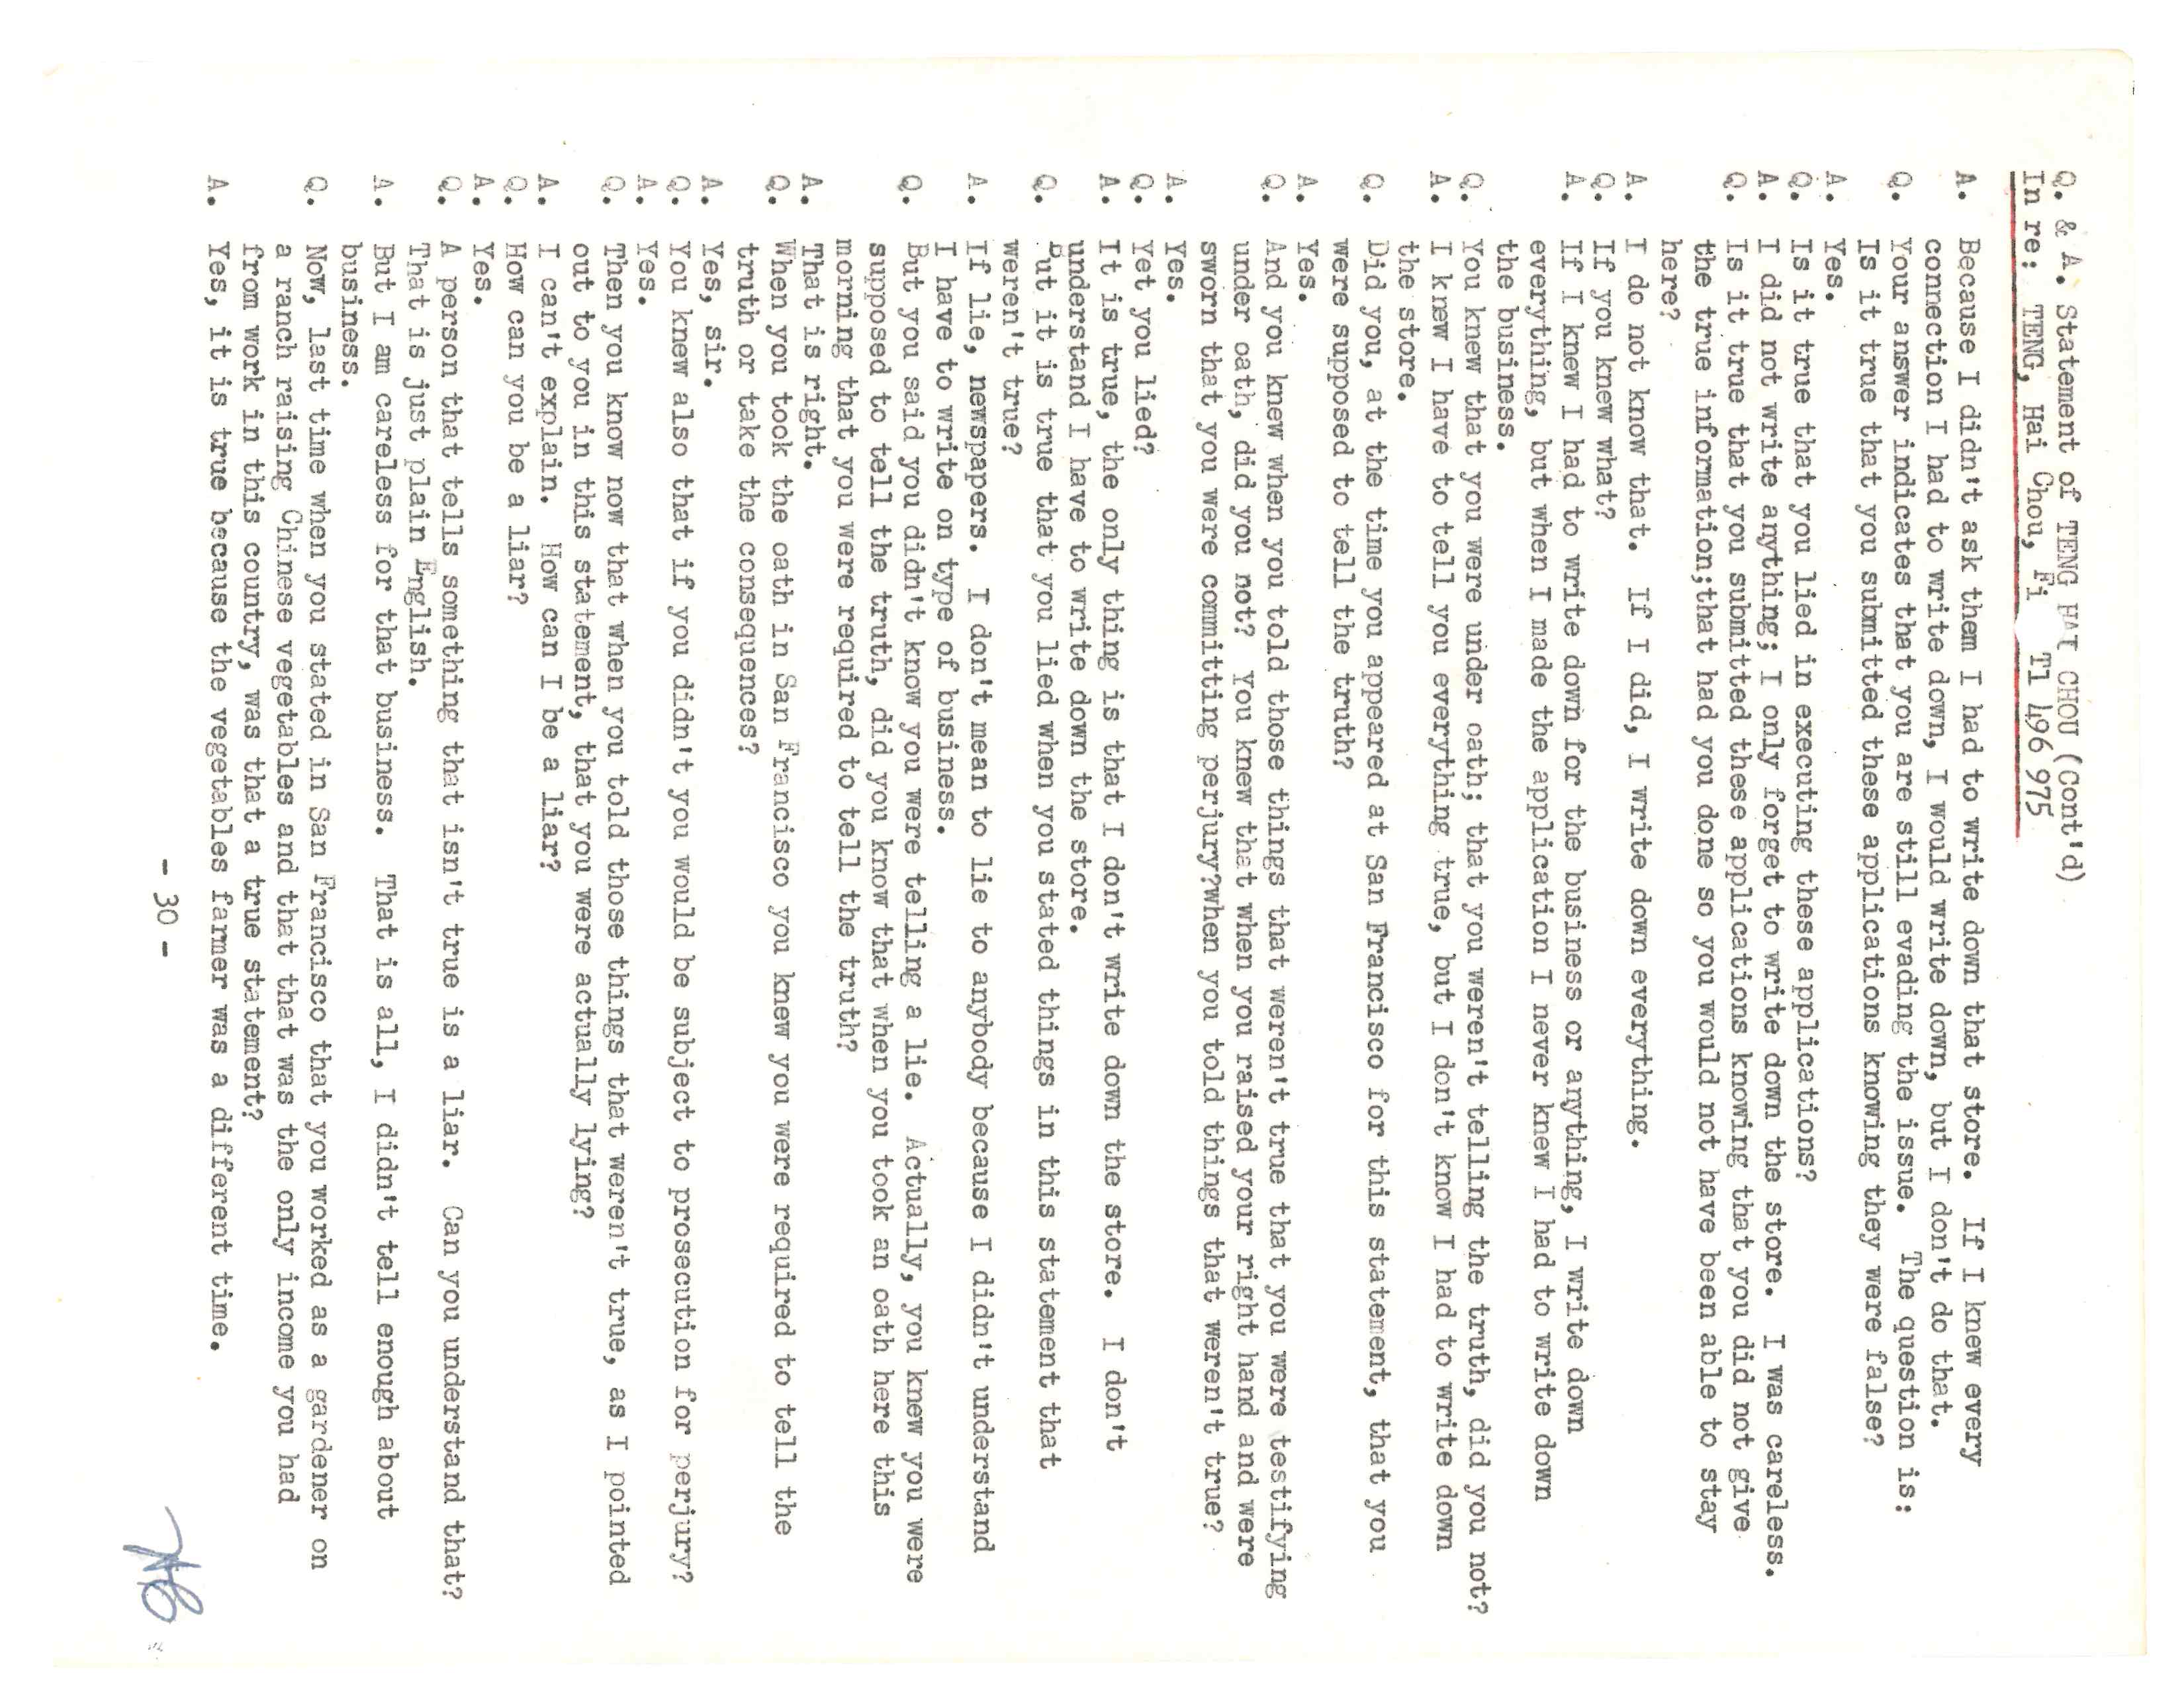 Q. & A. Statement of TENG HAI CHOU (Cont'd)
In re: TENG, Hai Chou, Fi T1 496 975
A. Because I didn't ask them I had to write down that store. If I knew every
connection I had to write down, I would write down, but I don't do that.
Q. Your answer indicates that you are still evading the issue. The question is:
Is it true that you submitted these applications knowing they were false?
A. Yes.
Q. Is it true that you lied in executing these applications?
A. I did not write anything; I only forget to write down the store. I was careless.
Q. Is it true that you submitted these applications knowing that you did not give
the true information;that had you done so you would not have been able to stay
here?
A. I do not know that. If I did, I write down everything.
Q. If you knew what?
A. If I knew I had to write down for the business or anything, I write down
everything, but when I made the application I never knew I had to write down
the business.
Q. You knew that you were under oath; that you weren't telling the truth, did you not?
A. I knew I have to tell you everything true, but I don't know I had to write down
the store.
Q. Did you, at the time you appeared at San Francisco for this statement, that you
were supposed to tell the truth?
A. Yes.
Q. And you knew when you told those things that weren't true that you were testifying
under oath, did you not? You knew that when you raised your right hand and were
sworn that you were committing perjury?when you told things that weren't true?
A. Yes.
Q. Yet you lied?
A. It is true, the only thing is that I don't write down the store. I don't
understand I have to write down the store.
Q. But it is true that you lied when you stated things in this statement that
weren't true?
A. If lie, newspapers. I don't mean to lie to anybody because I didn't understand
I have to write on type of business.
Q. But you said you didn't know you were telling a lie. Actually, you knew you were
supposed to tell the truth, did you know that when you took an oath here this
morning that you were required to tell the truth?
A. That is right.
Q. When you took the oath in San Francisco you knew you were required to tell the
truth or take the consequences?
A. Yes, sir.
Q. You knew also that if you didn't you would be subject to prosecution for perjury?
A. Yes.
Q. Then you know now that when you told those things that weren't true, as I pointed
out to you in this statement, that you were actually lying?
A. I can't explain. How can I be a liar?
Q. How can you be a liar?
A. Yes.
Q. A person that tells something that isn't true is a liar. Can you understand that?
That is just plain English.
A. But I am careless for that business. That is all, I didn't tell enough about
business.
Q. Now, last time when you stated in San Francisco that you worked as a gardener on
a ranch raising Chinese vegetables and that that was the only income you had
from work in this country, was that a true statement?
A. Yes, it is true because the vegetables farmer was a different time.
- 30 -